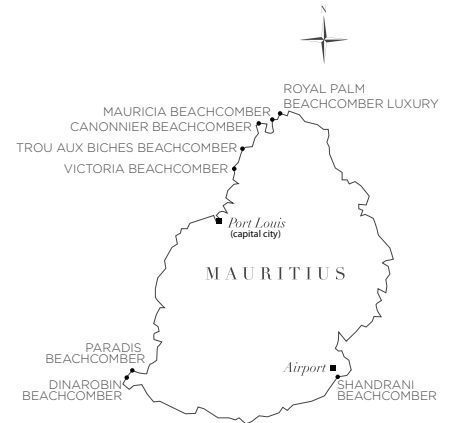 N
ROYAL PALM
BEACHCOMBER LUXURY
MAURICIA BEACHCOMBER
CANONNIER BEACHCOMBER
TROU AUX BICHES BEACHCOMBER
VICTORIA BEACHCOMBER
Port Louis
(capital city)
MAURITIUS
PARADIS
BEACHCOMBER
DINAROBIN
BEACHCOMBER
Airport
SHANDRANI
BEACHCOMBER